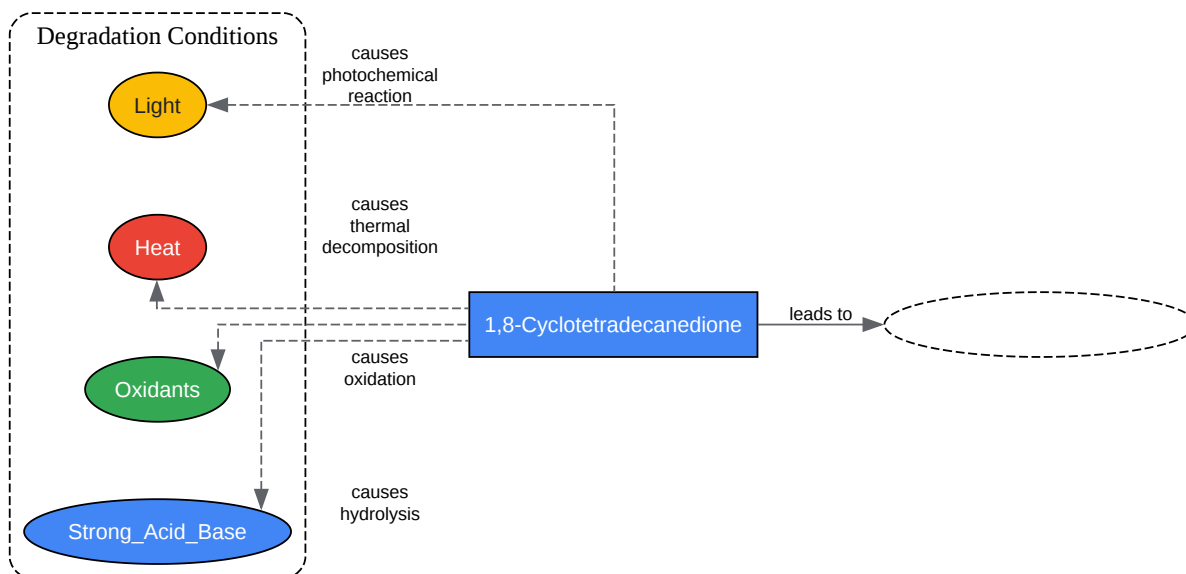 Degradation Conditions
causes
photochemical
reaction
Light
causes
thermal
decomposition
Heat
1,8-Cyclotetradecanedione
leads to
causes
oxidation
Oxidants
causes
hydrolysis
Strong_Acid_Base